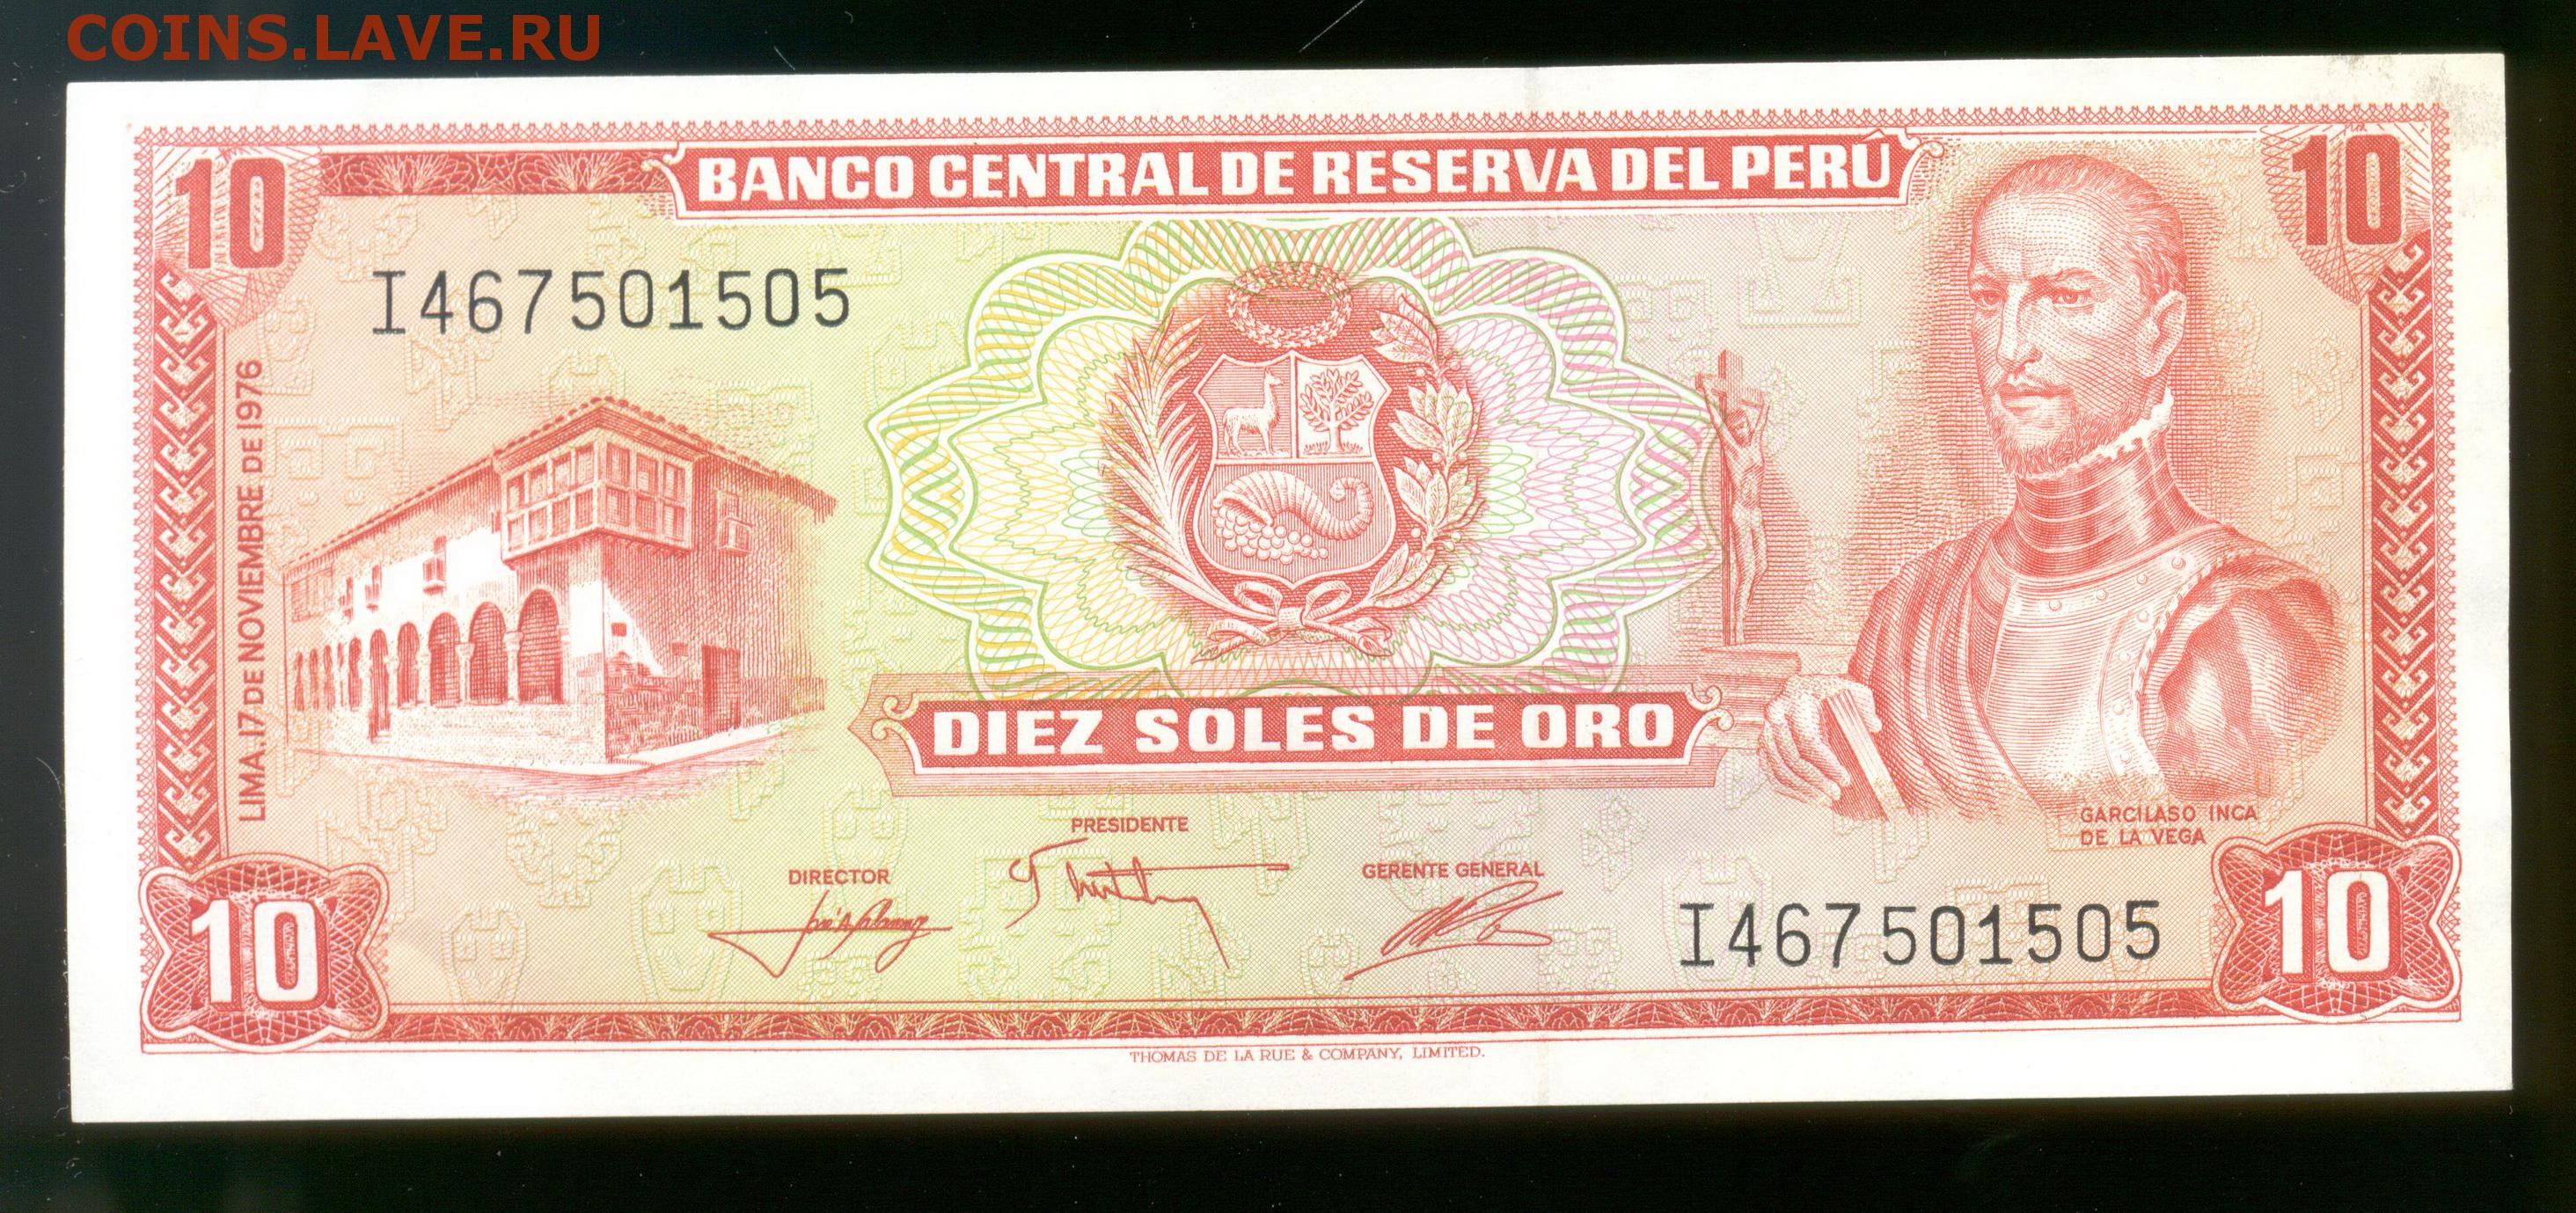 COINS.LAVE.RU
10 BANCO CENTRAL DE RESERVA DEL PERÚ 10
I467501505
LIMA. 17 DE NOVIEMBRE DE 1976
DIEZ SOLES DE ORO
GARCILASO INCA
DE LA VEGA
PRESIDENTE
DIRECTOR
GERENTE GENERAL
I467501505
10
10
THOMAS DE LA RUE & COMPANY, LIMITED.